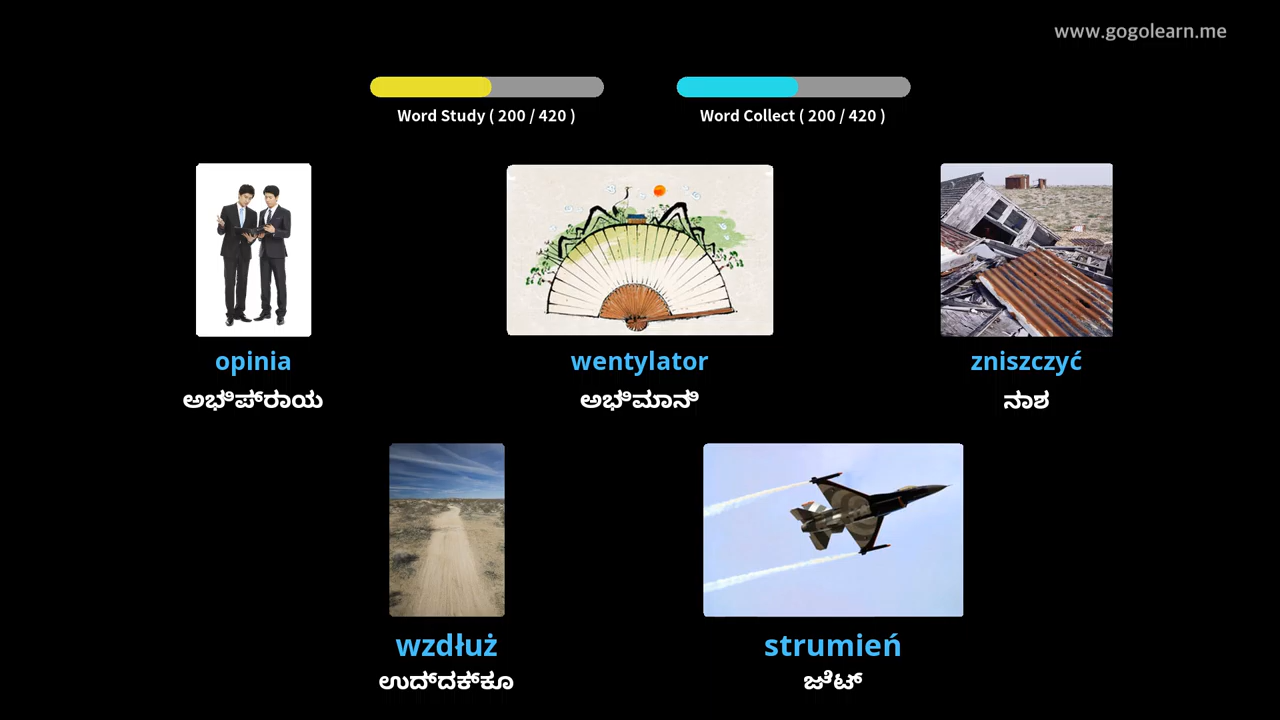 www.gogolearn.me
Word Study ( 200 / 420 )
Word Collect ( 200 / 420 )
opinia
wentylator
zniszczyć
ಅಭಿಪ್ರಾಯ
ಅಭಿಮಾನಿ
ನಾಶ
wzdłuż
strumień
ಉದ್ದಕ್ಕೂ
ಜೆಟ್